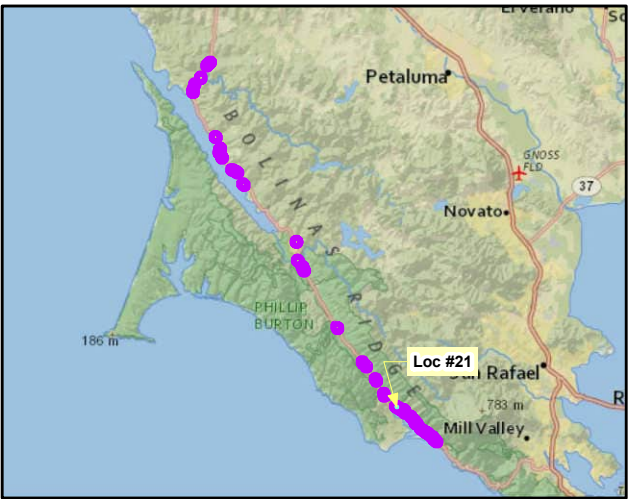 El Verano
Petaluma
GNOSS
FLD
37
BOLINAS RIDGE
Novato
PHILLIP
BURTON
186 m
Loc #21
San Rafael
783 m
Mill Valley